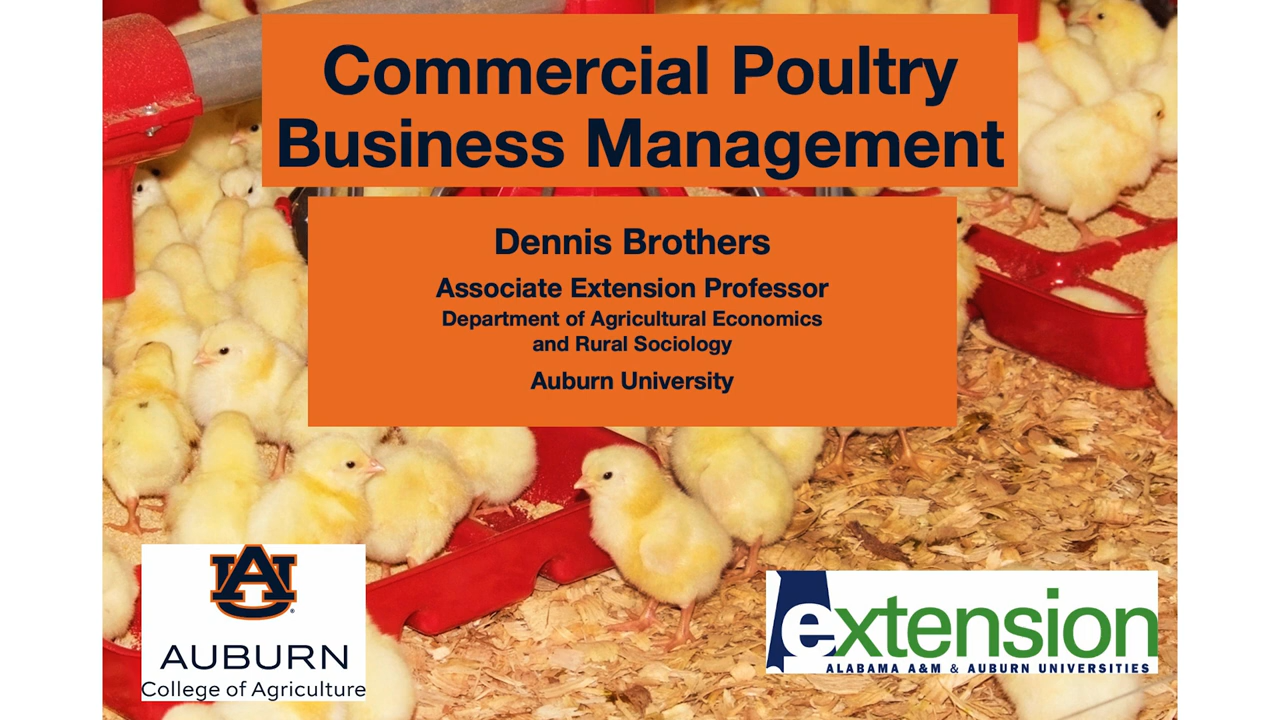 Commercial Poultry
Business Management
Dennis Brothers
Associate Extension Professor
Department of Agricultural Economics
and Rural Sociology
Auburn University
AU
AUBURN
College of Agriculture
extension
ALABAMA A&M & AUBURN UNIVERSITIES